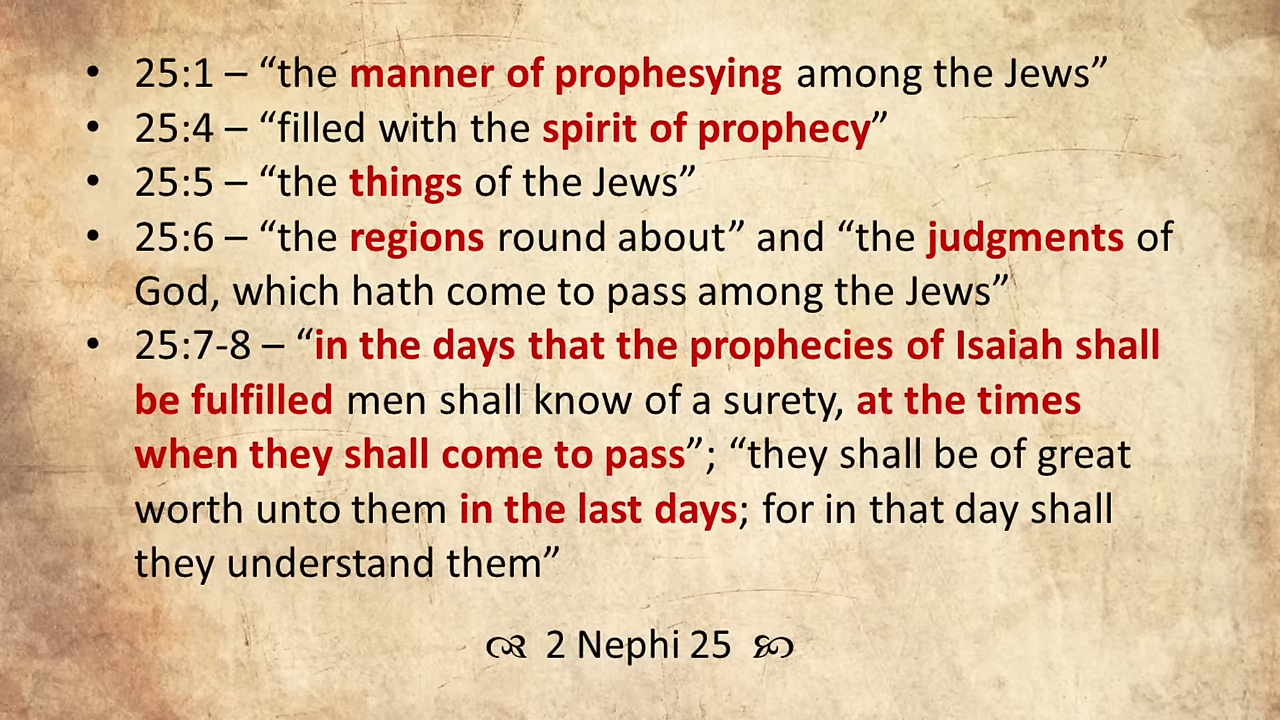 • 25:1 – “the manner of prophesying among the Jews”
• 25:4 – “filled with the spirit of prophecy”
• 25:5 – “the things of the Jews”
• 25:6 – “the regions round about” and “the judgments of
God, which hath come to pass among the Jews”
• 25:7-8 – “in the days that the prophecies of Isaiah shall
be fulfilled men shall know of a surety, at the times
when they shall come to pass”; “they shall be of great
worth unto them in the last days; for in that day shall
they understand them”
2 Nephi 25